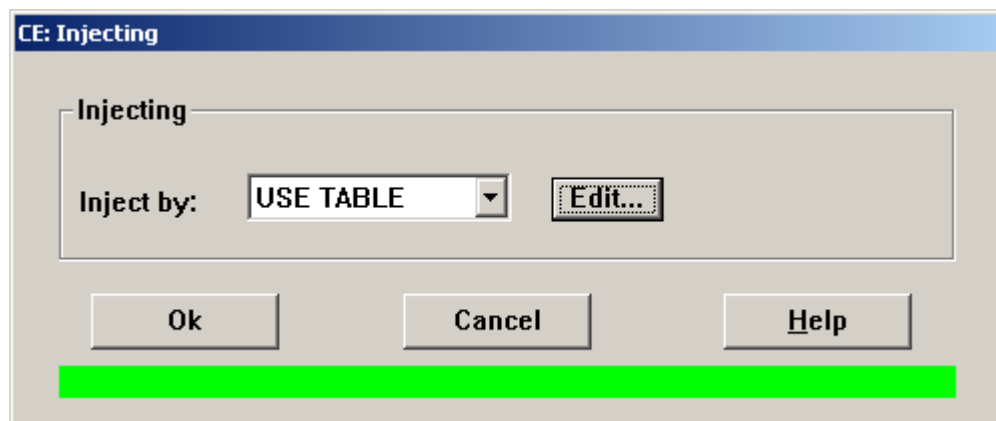 CE: Injecting
Injecting
Inject by: USE TABLE Edit...
Ok Cancel Help